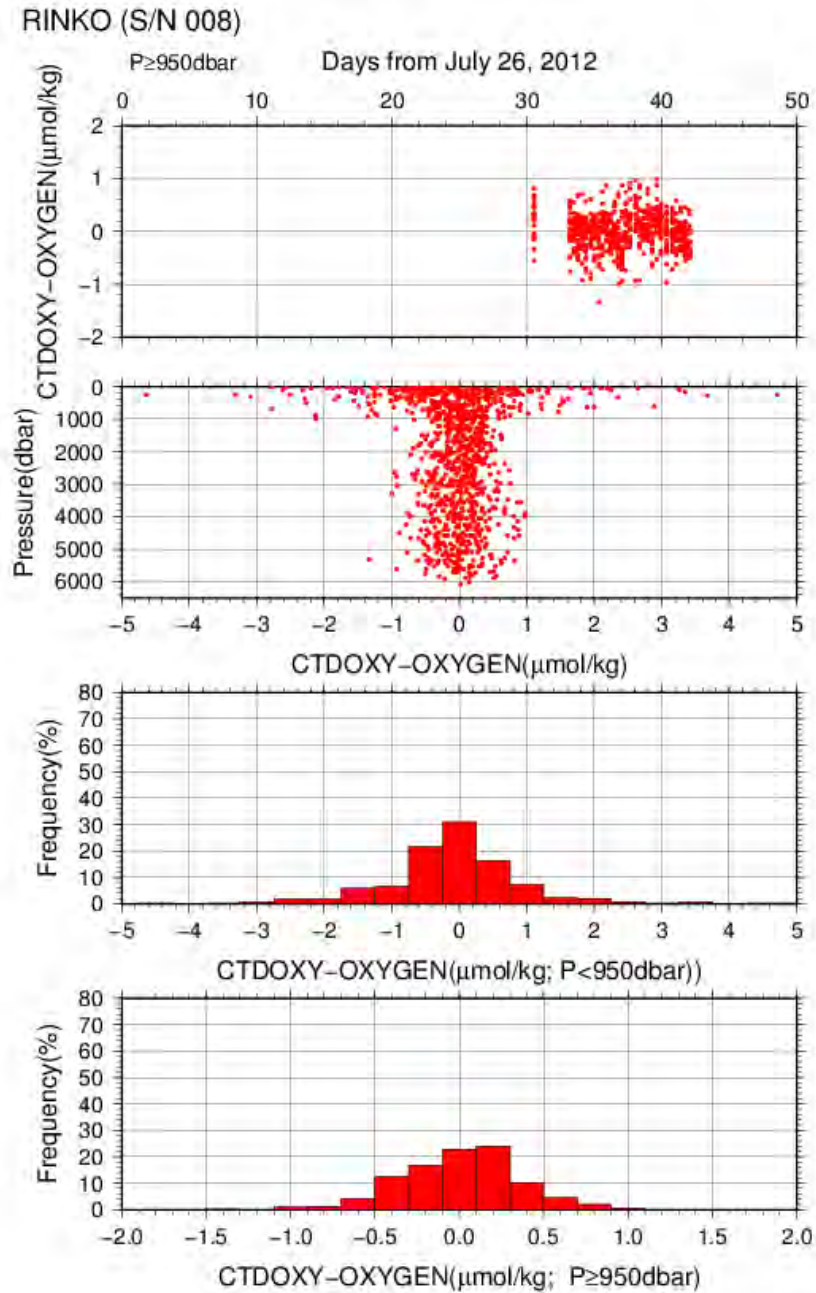 RINKO (S/N 008)
P≥950dbar Days from July 26, 2012
0 10 20 30 40 50
CTDOXY−OXYGEN(μmol/kg)
2
1
0
−1
−2
Pressure(dbar)
0
1000
2000
3000
4000
5000
6000
−5 −4 −3 −2 −1 0 1 2 3 4 5
CTDOXY−OXYGEN(μmol/kg)
Frequency(%)
80
70
60
50
40
30
20
10
0
−5 −4 −3 −2 −1 0 1 2 3 4 5
CTDOXY−OXYGEN(μmol/kg; P<950dbar))
Frequency(%)
80
70
60
50
40
30
20
10
0
−2.0 −1.5 −1.0 −0.5 0.0 0.5 1.0 1.5 2.0
CTDOXY−OXYGEN(μmol/kg; P≥950dbar)